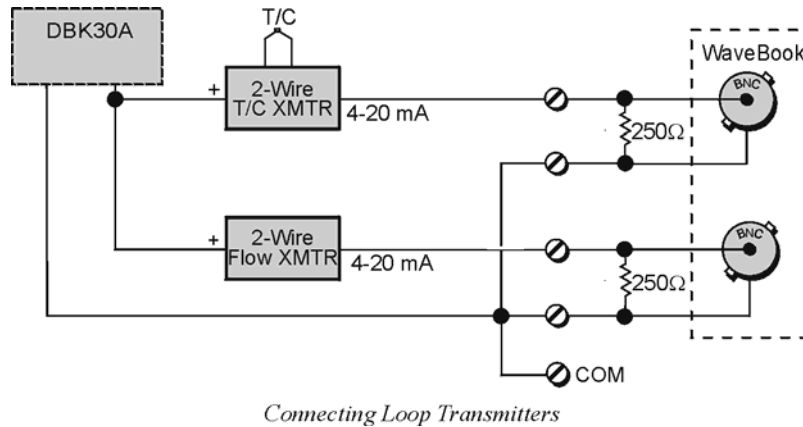 DBK30A
T/C
WaveBook
+
2-Wire
T/C XMTR
4-20 mA
250Ω
BNC
+
2-Wire
Flow XMTR
4-20 mA
250Ω
BNC
COM
Connecting Loop Transmitters